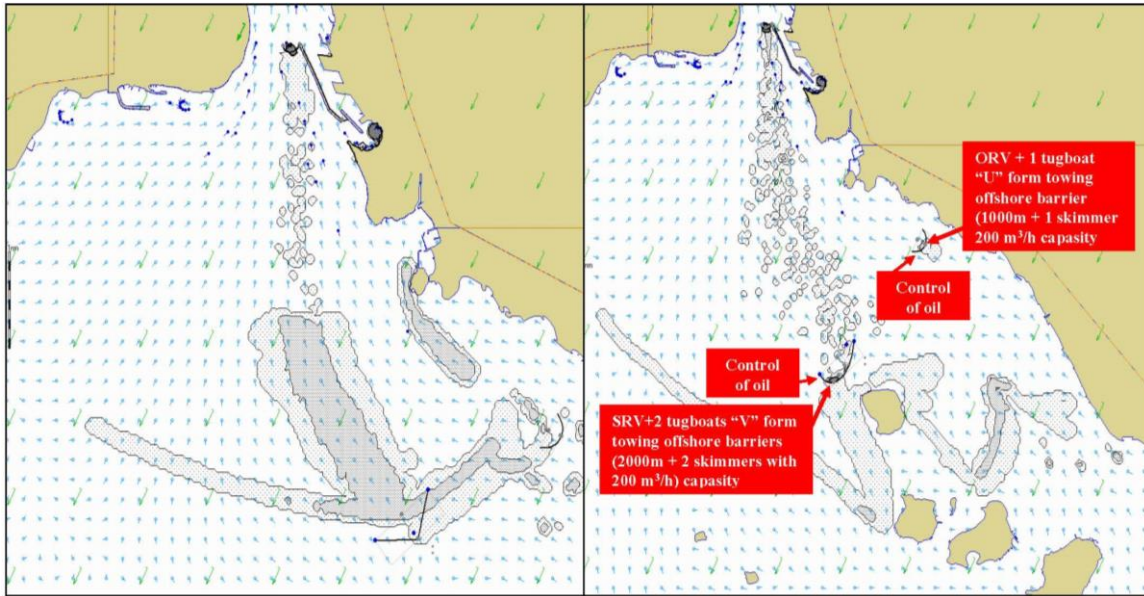 ORV + 1 tugboat
“U” form towing
offshore barrier
(1000m + 1 skimmer
200 m³/h capasity
Control
of oil
Control
of oil
SRV+2 tugboats “V” form
towing offshore barriers
(2000m + 2 skimmers with
200 m³/h) capasity